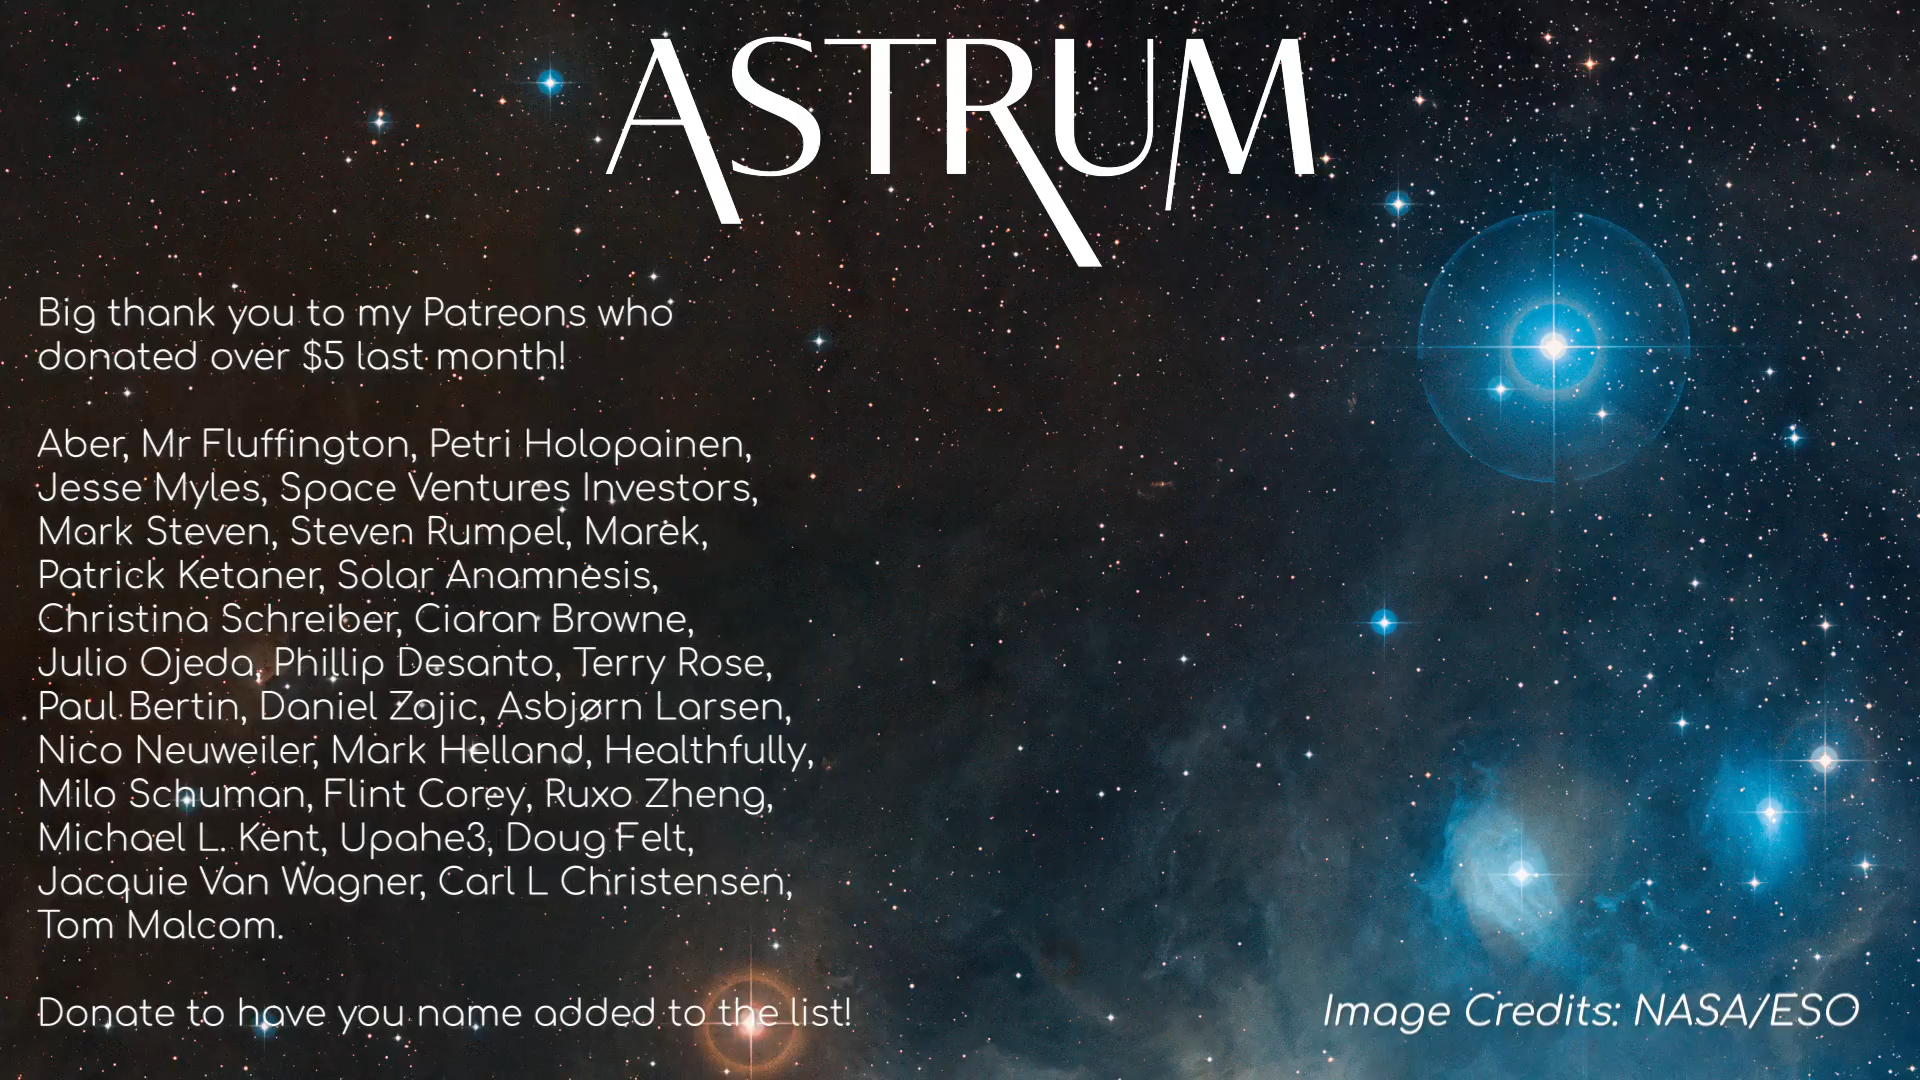 ASTRUM
Big thank you to my Patreons who
donated over $5 last month!
Aber, Mr Fluffington, Petri Holopainen,
Jesse Myles, Space Ventures Investors,
Mark Steven, Steven Rumpel, Marek,
Patrick Ketaner, Solar Anamnesis,
Christina Schreiber, Ciaran Browne,
Julio Ojeda, Phillip Desanto, Terry Rose,
Paul Bertin, Daniel Zajic, Asbjørn Larsen,
Nico Neuweiler, Mark Helland, Healthfully,
Milo Schuman, Flint Corey, Ruxo Zheng,
Michael L. Kent, Upahe3, Doug Felt,
Jacquie Van Wagner, Carl L Christensen,
Tom Malcom.
Donate to have you name added to the list!
Image Credits: NASA/ESO